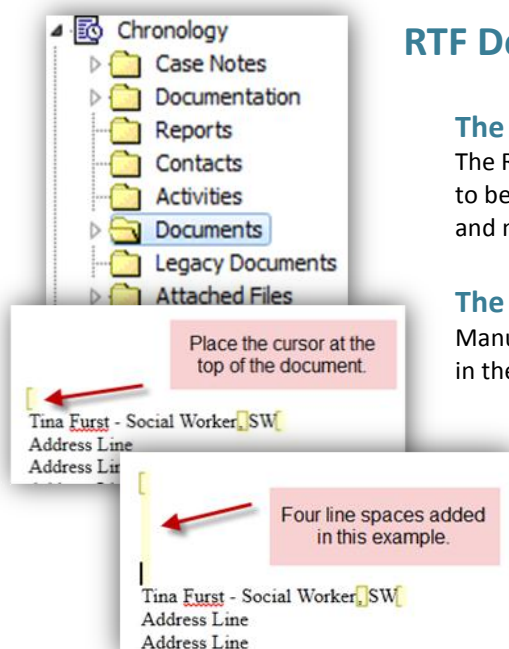 Chronology
Case Notes
Documentation
Reports
Contacts
Activities
Documents
Legacy Documents
Attached Files
RTF
The
The
to be
and
The
in the
Place the cursor at the
top of the document.
Tina Furst - Social Worker, SW
Address Line
Address
Four line spaces added
in this example.
Tina Furst - Social Worker, SW
Address Line
Address Line